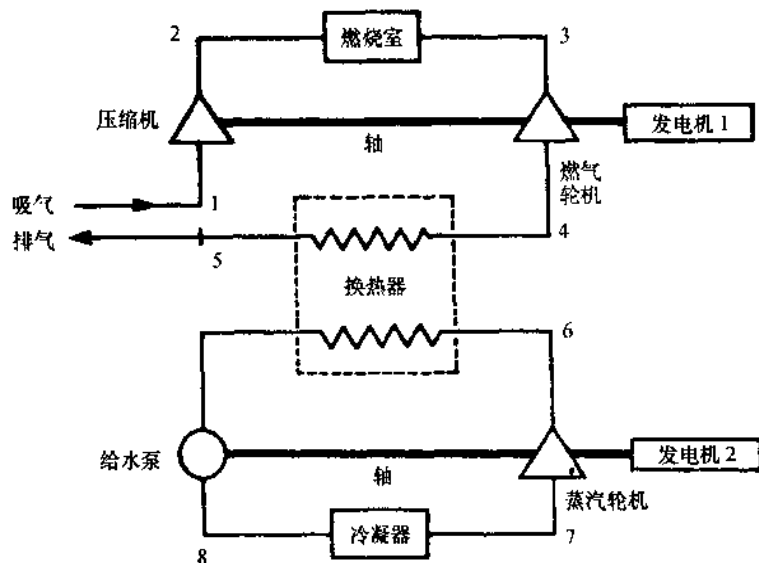 2
燃烧室
3
压缩机
轴
发电机 1
燃气
轮机
吸气
1
排气
5
4
换热器
6
给水泵
轴
发电机 2
蒸汽轮机
冷凝器
7
8